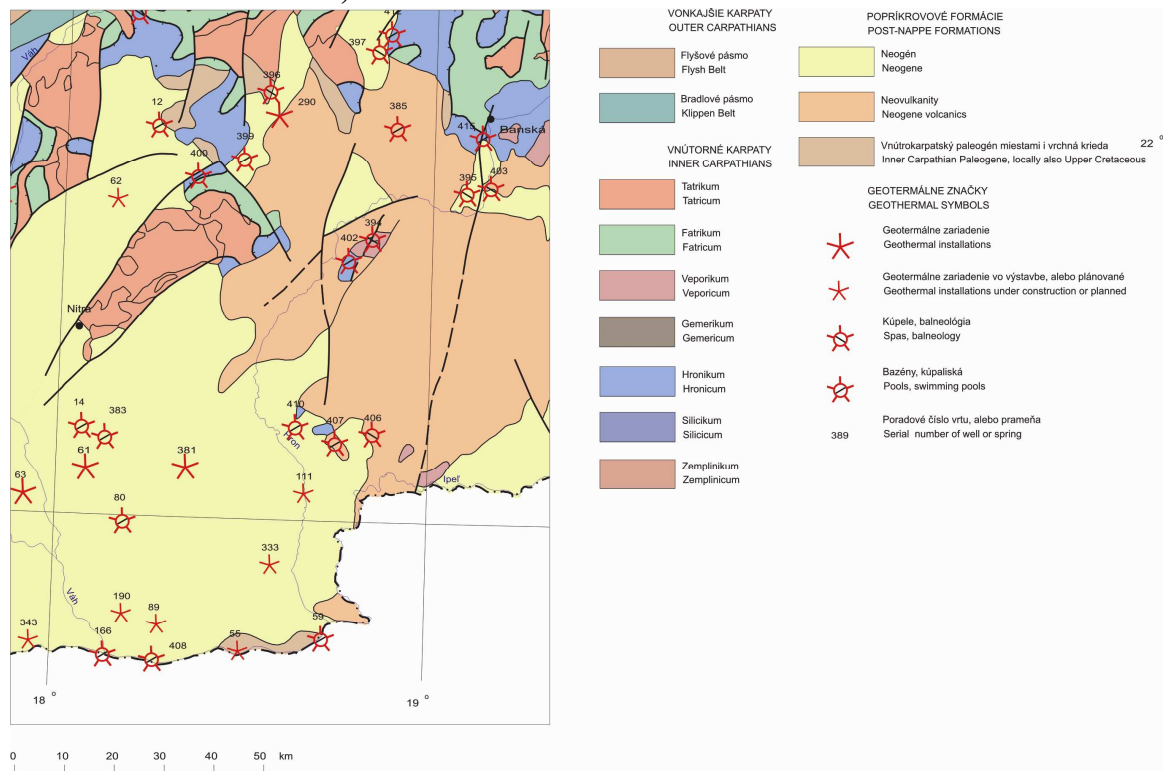 412
397
Váh
396
12
290
385
415
Banská
399
400
62
395
403
394
402
Nitra
14
383
410
407
406
Hron
61
381
63
111
Ipeľ
80
333
Váh
190
89
343
166
408
55
59
18 o
19 o
0 10 20 30 40 50 km
VONKAJŠIE KARPATY
OUTER CARPATHIANS
Flyšové pásmo
Flysh Belt
Bradlové pásmo
Klippen Belt
VNÚTORNÉ KARPATY
INNER CARPATHIANS
Tatrikum
Tatricum
Fatrikum
Fatricum
Veporikum
Veporicum
Gemerikum
Gemericum
Hronikum
Hronicum
Silicikum
Silicicum
Zemplinikum
Zemplinicum
POPRÍKROVOVÉ FORMÁCIE
POST-NAPPE FORMATIONS
Neogén
Neogene
Neovulkanity
Neogene volcanics
Vnútrokarpatský paleogén miestami i vrchná krieda
Inner Carpathian Paleogene, locally also Upper Cretaceous
22 o
GEOTERMÁLNE ZNAČKY
GEOTHERMAL SYMBOLS
Geotermálne zariadenie
Geothermal installations
Geotermálne zariadenie vo výstavbe, alebo plánované
Geothermal installations under construction or planned
Kúpele, balneológia
Spas, balneology
Bazény, kúpaliská
Pools, swimming pools
389
Poradové číslo vrtu, alebo prameňa
Serial number of well or spring